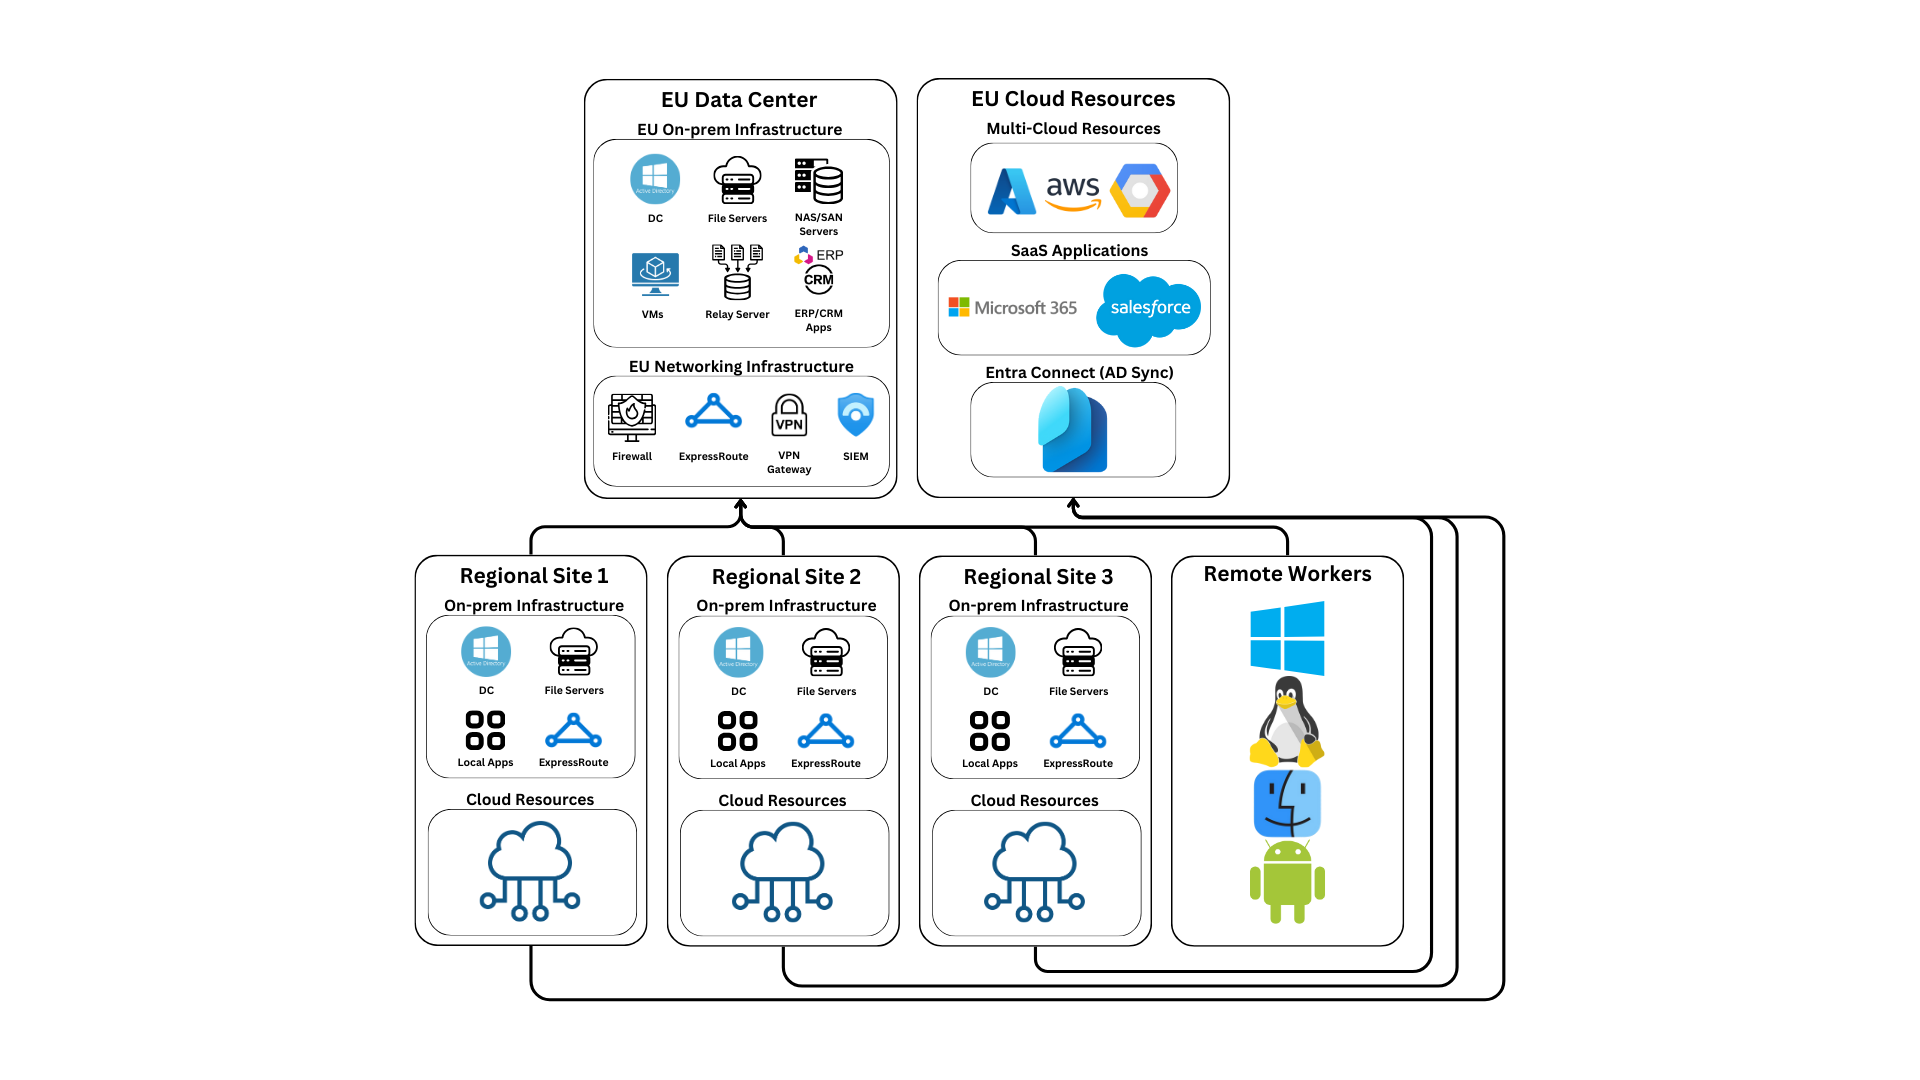 EU Data Center
EU On-prem Infrastructure
Active Directory
DC
File Servers
NAS/SAN
Servers
VMs
Relay Server
ERP
CRM
ERP/CRM
Apps
EU Networking Infrastructure
Firewall
ExpressRoute
VPN
VPN
Gateway
SIEM
EU Cloud Resources
Multi-Cloud Resources
aws
SaaS Applications
Microsoft 365
salesforce
Entra Connect (AD Sync)
Regional Site 1
On-prem Infrastructure
Active Directory
DC
File Servers
Local Apps
ExpressRoute
Cloud Resources
Regional Site 2
On-prem Infrastructure
Active Directory
DC
File Servers
Local Apps
ExpressRoute
Cloud Resources
Regional Site 3
On-prem Infrastructure
Active Directory
DC
File Servers
Local Apps
ExpressRoute
Cloud Resources
Remote Workers